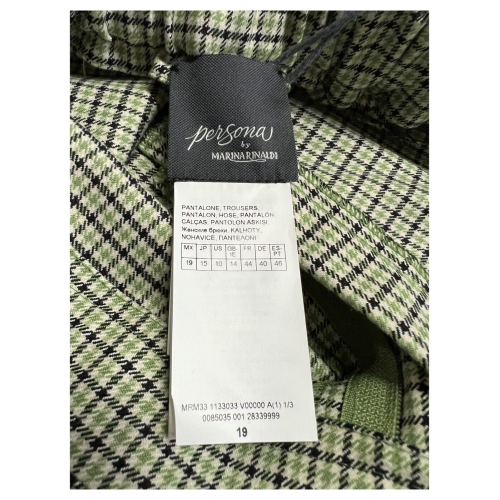 persona
by
MARINA RINALDI
PANTALONE, TROUSERS,
PANTALON, HOSE, PANTALÓN,
CALÇAS, PANTOLON ASKISI,
Женские брюки, KALHOTY,
NOHAVICE, ΠΑΝΤΕΛΟΝΙ
MX JP US GB-IE FR DE ES-PT
19 15 10 14 44 40 46
MRM33 1133033 V00000 A(1) 1/3
0085035 001 28339999
19